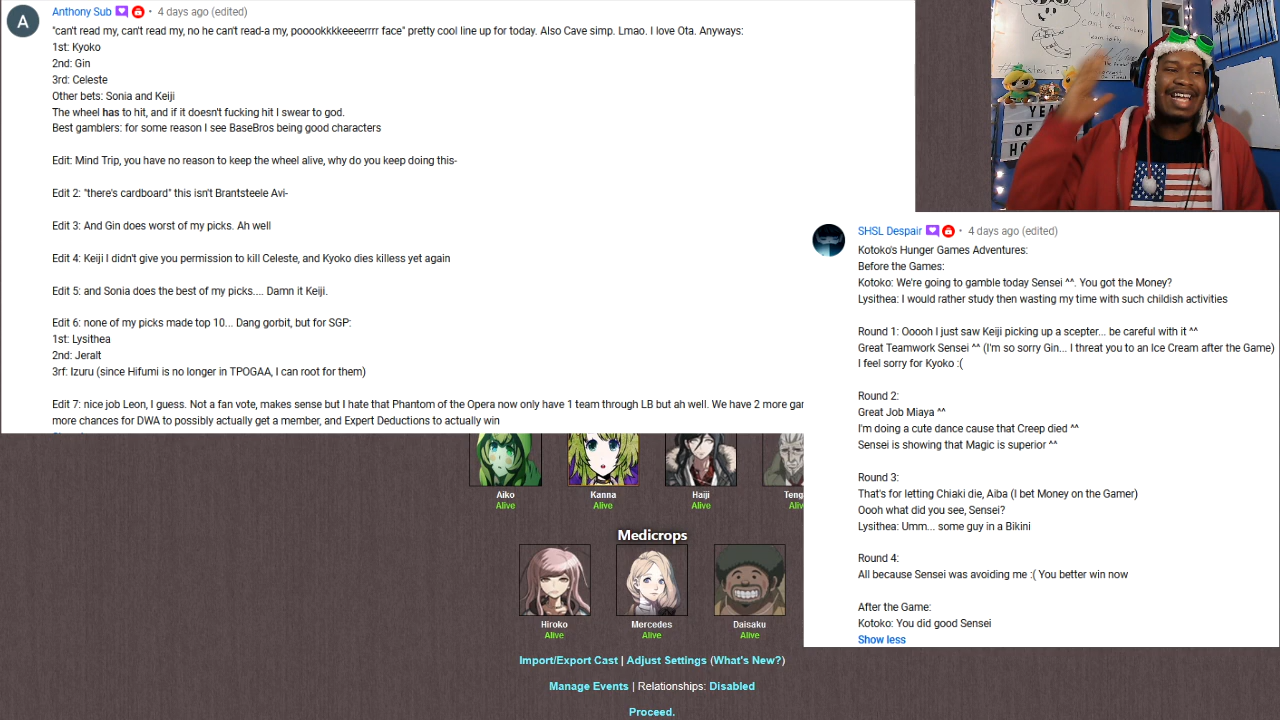 Anthony Sub • 4 days ago (edited)
"can't read my, can't read my, no he can't read-a my, pooookkkkeeeerrrr face" pretty cool line up for today. Also Cave simp. Lmao. I love Ota. Anyways:
1st: Kyoko
2nd: Gin
3rd: Celeste
Other bets: Sonia and Keiji
The wheel has to hit, and if it doesn't fucking hit I swear to god.
Best gamblers: for some reason I see BaseBros being good characters
Edit: Mind Trip, you have no reason to keep the wheel alive, why do you keep doing this-
Edit 2: "there's cardboard" this isn't Brantsteele Avi-
Edit 3: And Gin does worst of my picks. Ah well
Edit 4: Keiji I didn't give you permission to kill Celeste, and Kyoko dies killess yet again
Edit 5: and Sonia does the best of my picks.... Damn it Keiji.
Edit 6: none of my picks made top 10... Dang gorbit, but for SGP:
1st: Lysithea
2nd: Jeralt
3rf: Izuru (since Hifumi is no longer in TPOGAA, I can root for them)
Edit 7: nice job Leon, I guess. Not a fan vote, makes sense but I hate that Phantom of the Opera now only have 1 team through LB but ah well. We have 2 more gar
more chances for DWA to possibly actually get a member, and Expert Deductions to actually win
SHSL Despair • 4 days ago (edited)
Kotoko's Hunger Games Adventures:
Before the Games:
Kotoko: We're going to gamble today Sensei ^^. You got the Money?
Lysithea: I would rather study then wasting my time with such childish activities
Round 1: Ooooh I just saw Keiji picking up a scepter... be careful with it ^^
Great Teamwork Sensei ^^ (I'm so sorry Gin... I threat you to an Ice Cream after the Game)
I feel sorry for Kyoko :(
Round 2:
Great Job Miaya ^^
I'm doing a cute dance cause that Creep died ^^
Sensei is showing that Magic is superior ^^
Round 3:
That's for letting Chiaki die, Aiba (I bet Money on the Gamer)
Oooh what did you see, Sensei?
Lysithea: Umm... some guy in a Bikini
Round 4:
All because Sensei was avoiding me :( You better win now
After the Game:
Kotoko: You did good Sensei
Show less
Aiko Kanna Haiji Teng
Alive Alive Alive Aliv
Medicrops
Hiroko Mercedes Daisaku
Alive Alive Alive
Import/Export Cast | Adjust Settings (What's New?)
Manage Events | Relationships: Disabled
Proceed.